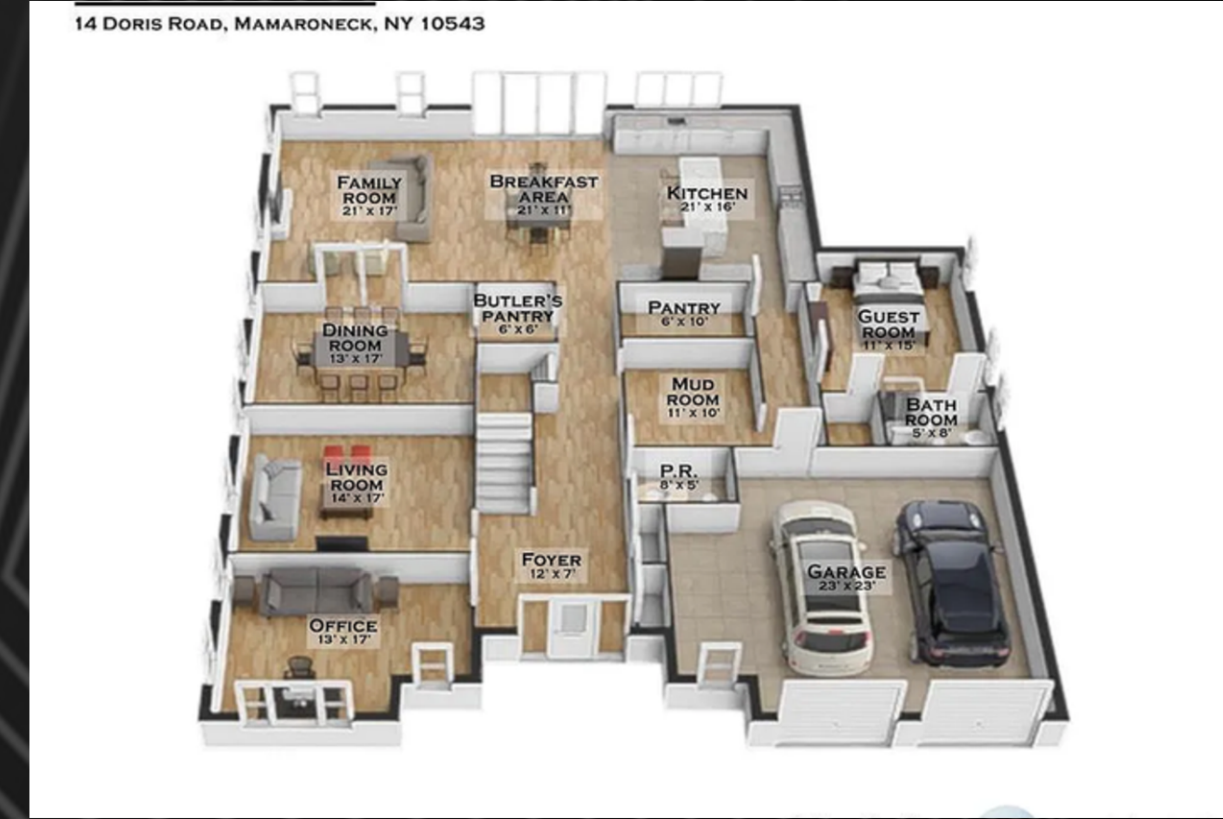 14 Doris Road, Mamaroneck, NY 10543
Family
Room
21' x 17'
Breakfast
Area
21' x 11'
Kitchen
21' x 16'
Butler's
Pantry
6' x 6'
Pantry
6' x 10'
Guest
Room
11' x 15'
Dining
Room
13' x 17'
Mud
Room
11' x 10'
Bath
Room
5' x 8'
Living
Room
14' x 17'
P.R.
8' x 5'
Foyer
12' x 7'
Garage
23' x 23'
Office
13' x 17'